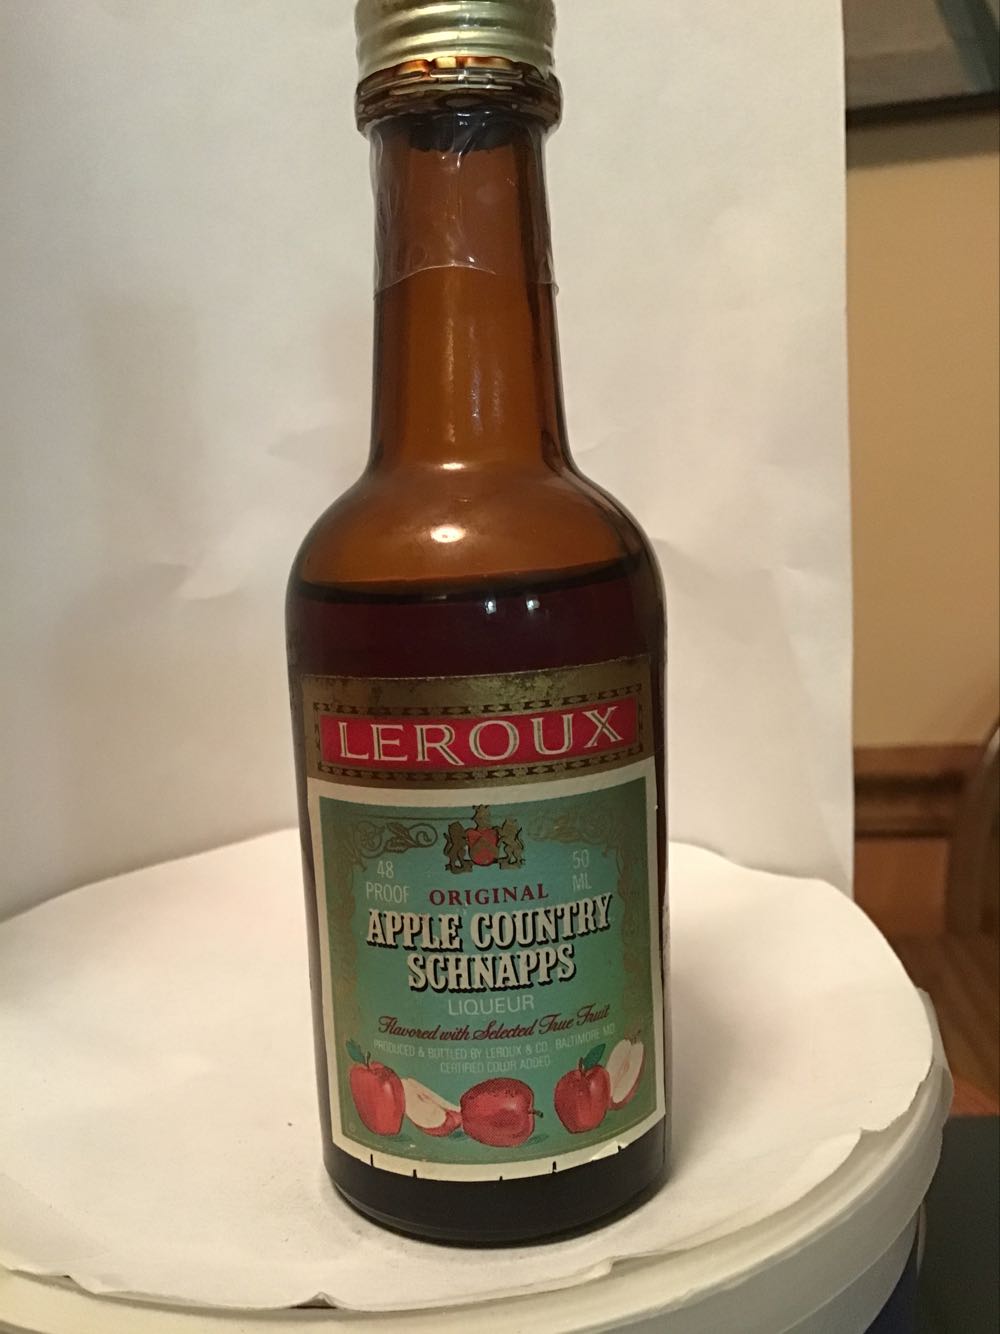 LEROUX
48 PROOF
50 ML
ORIGINAL
APPLE COUNTRY
SCHNAPPS
LIQUEUR
Flavored with Selected True Fruit
PRODUCED & BOTTLED BY LEROUX & CO., BALTIMORE MD.
CERTIFIED COLOR ADDED